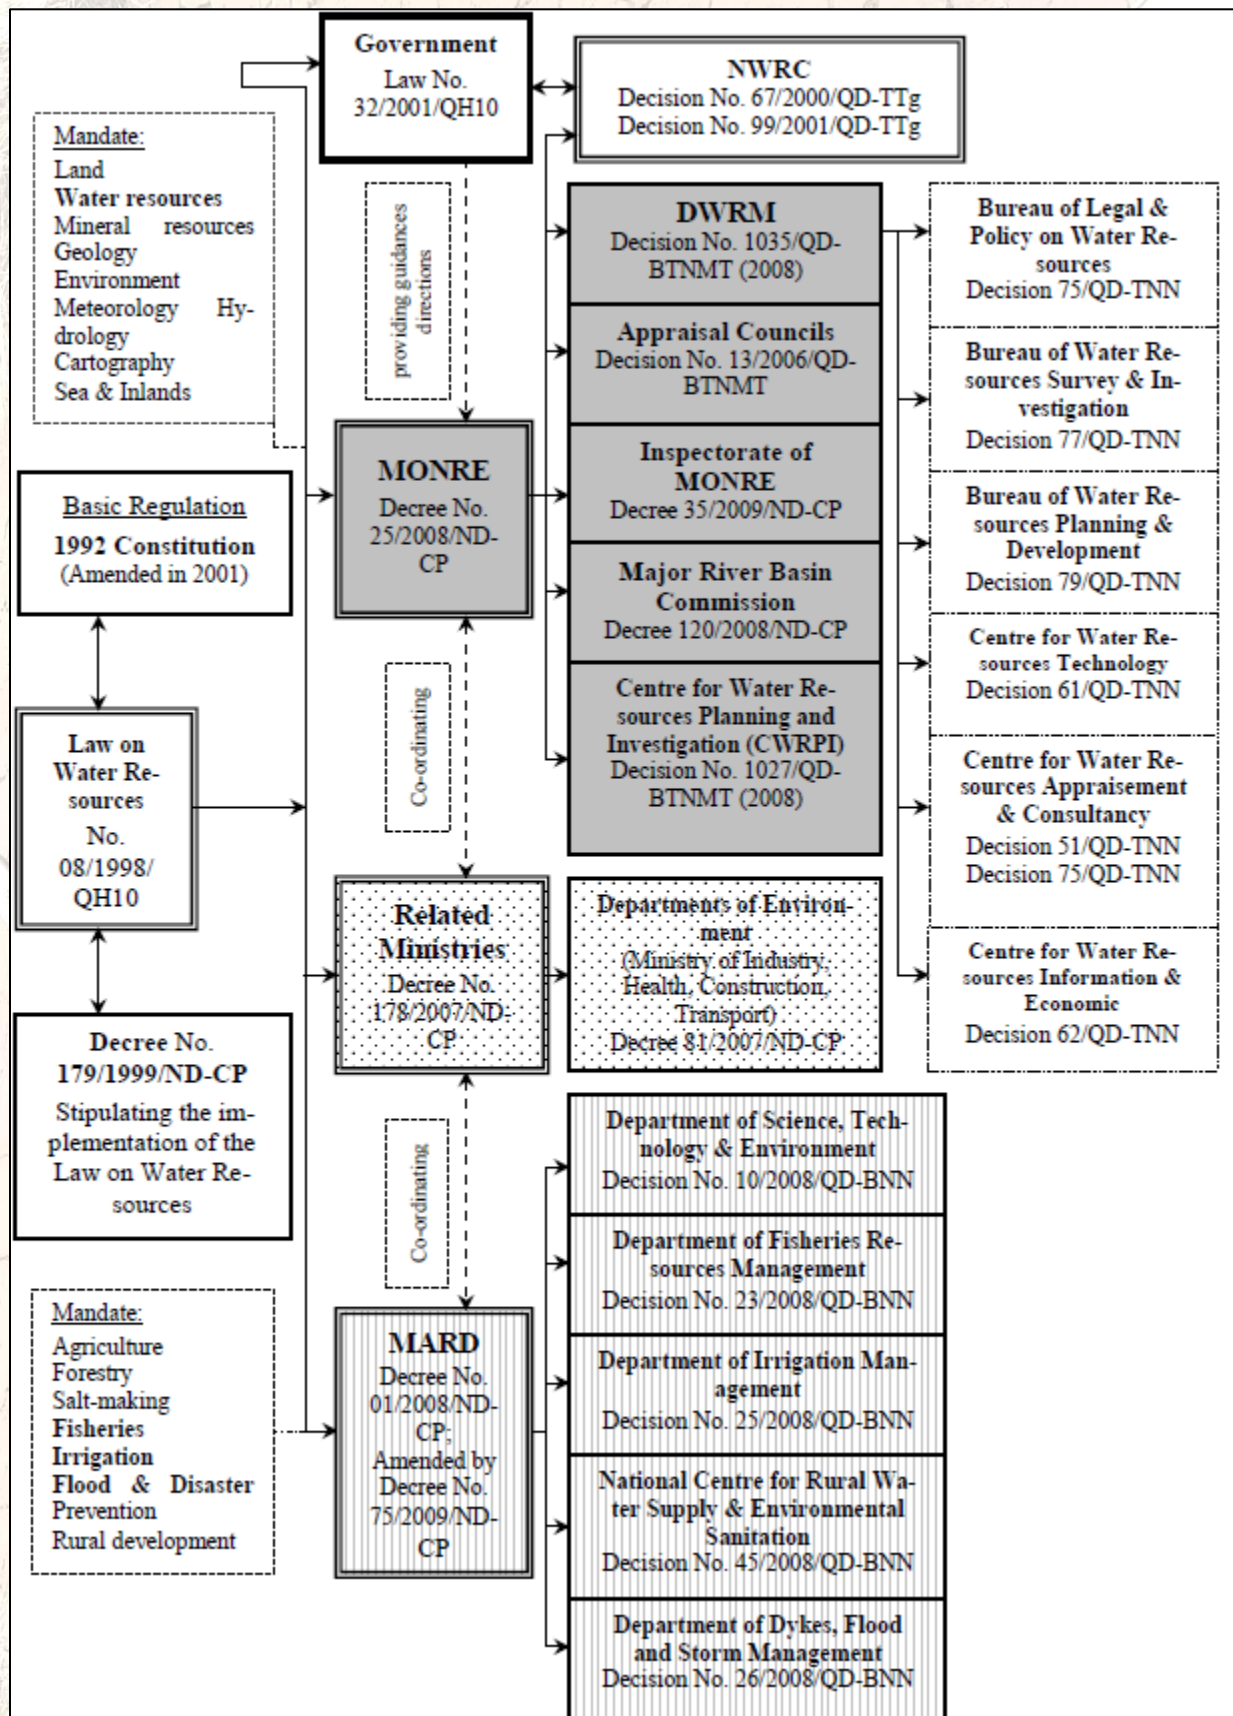 Government
Law No.
32/2001/QH10
NWRC
Decision No. 67/2000/QD-TTg
Decision No. 99/2001/QD-TTg
Mandate:
Land
Water resources
Mineral resources
Geology
Environment
Meteorology Hy-
drology
Cartography
Sea & Inlands
providing guidances
directions
DWRM
Decision No. 1035/QD-
BTNMT (2008)
Appraisal Councils
Decision No. 13/2006/QD-
BTNMT
Inspectorate of
MONRE
Decree 35/2009/ND-CP
Major River Basin
Commission
Decree 120/2008/ND-CP
Centre for Water Re-
sources Planning and
Investigation (CWRPI)
Decision No. 1027/QD-
BTNMT (2008)
Bureau of Legal &
Policy on Water Re-
sources
Decision 75/QD-TNN
Bureau of Water Re-
sources Survey & In-
vestigation
Decision 77/QD-TNN
Bureau of Water Re-
sources Planning &
Development
Decision 79/QD-TNN
Centre for Water Re-
sources Technology
Decision 61/QD-TNN
Centre for Water Re-
sources Appraisement
& Consultancy
Decision 51/QD-TNN
Decision 75/QD-TNN
Centre for Water Re-
sources Information &
Economic
Decision 62/QD-TNN
MONRE
Decree No.
25/2008/ND-
CP
Basic Regulation
1992 Constitution
(Amended in 2001)
Co-ordinating
Law on
Water Re-
sources
No.
08/1998/
QH10
Related
Ministries
Decree No.
178/2007/ND-
CP
Departments of Environ-
ment
(Ministry of Industry,
Health, Construction,
Transport)
Decree 81/2007/ND-CP
Decree No.
179/1999/ND-CP
Stipulating the im-
plementation of the
Law on Water Re-
sources
Co-ordinating
Department of Science, Tech-
nology & Environment
Decision No. 10/2008/QD-BNN
Department of Fisheries Re-
sources Management
Decision No. 23/2008/QD-BNN
Department of Irrigation Man-
agement
Decision No. 25/2008/QD-BNN
National Centre for Rural Wa-
ter Supply & Environmental
Sanitation
Decision No. 45/2008/QD-BNN
Department of Dykes, Flood
and Storm Management
Decision No. 26/2008/QD-BNN
Mandate:
Agriculture
Forestry
Salt-making
Fisheries
Irrigation
Flood & Disaster
Prevention
Rural development
MARD
Decree No.
01/2008/ND-
CP;
Amended by
Decree No.
75/2009/ND-
CP